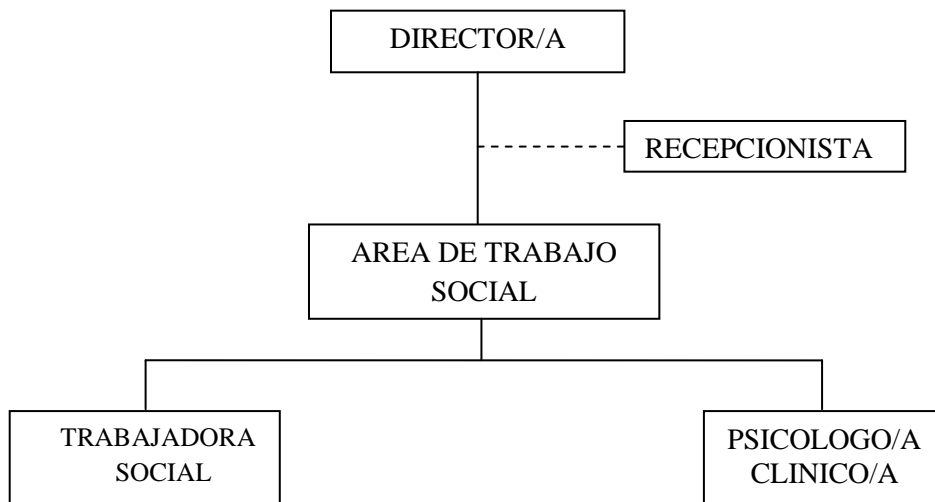 DIRECTOR/A
RECEPCIONISTA
AREA DE TRABAJO
SOCIAL
TRABAJADORA
SOCIAL
PSICOLOGO/A
CLINICO/A